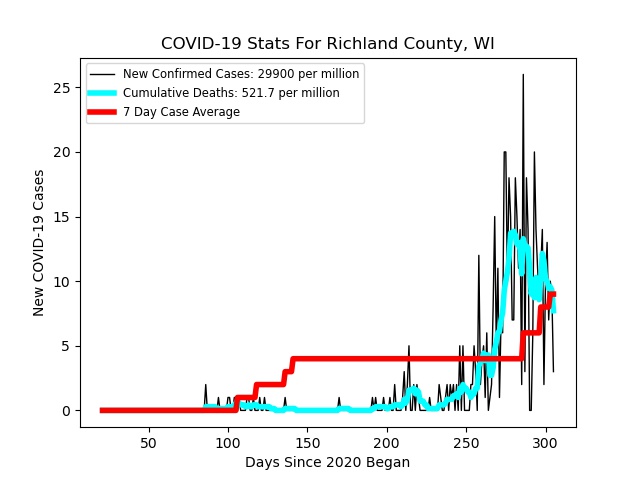 COVID-19 Stats For Richland County, WI
New Confirmed Cases: 29900 per million
Cumulative Deaths: 521.7 per million
7 Day Case Average
New COVID-19 Cases
25
20
15
10
5
0
50 100 150 200 250 300
Days Since 2020 Began